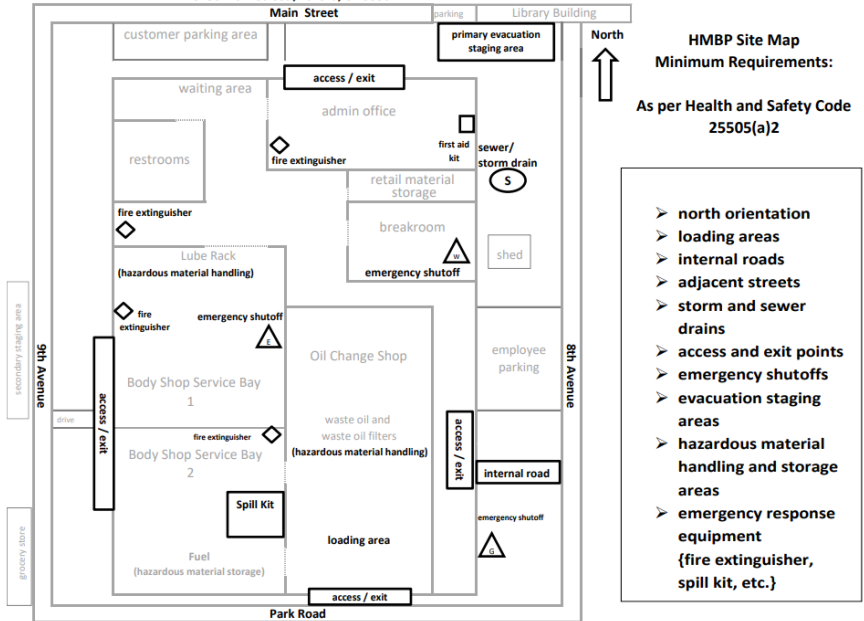 Main Street
parking
Library Building
customer parking area
primary evacuation
staging area
North
HMBP Site Map
Minimum Requirements:
As per Health and Safety Code
25505(a)2
access / exit
waiting area
admin office
first aid
kit
sewer/
storm drain
S
restrooms
fire extinguisher
retail material
storage
fire extinguisher
breakroom
W
emergency shutoff
shed
Lube Rack
(hazardous material handling)
fire
extinguisher
emergency shutoff
E
secondary staging area
9th Avenue
access / exit
Oil Change Shop
employee
parking
8th Avenue
Body Shop Service Bay
1
drive
waste oil and
waste oil filters
(hazardous material handling)
fire extinguisher
Body Shop Service Bay
2
access / exit
internal road
Spill Kit
emergency shutoff
G
grocery store
loading area
Fuel
(hazardous material storage)
access / exit
Park Road
➢ north orientation
➢ loading areas
➢ internal roads
➢ adjacent streets
➢ storm and sewer
drains
➢ access and exit points
➢ emergency shutoffs
➢ evacuation staging
areas
➢ hazardous material
handling and storage
areas
➢ emergency response
equipment
{fire extinguisher,
spill kit, etc.}